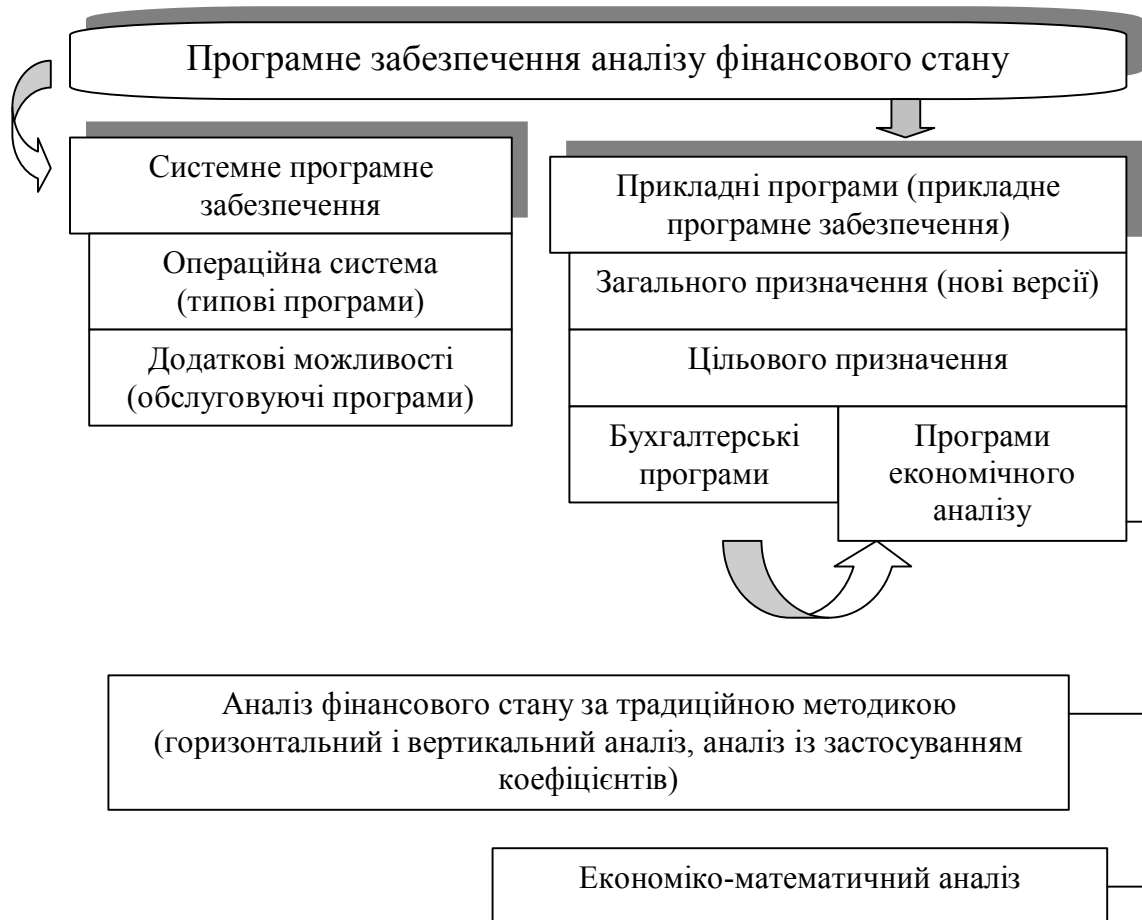 Програмне забезпечення аналізу фінансового стану
Системне програмне
забезпечення
Операційна система
(типові програми)
Додаткові можливості
(обслуговуючі програми)
Прикладні програми (прикладне
програмне забезпечення)
Загального призначення (нові версії)
Цільового призначення
Бухгалтерські
програми
Програми
економічного
аналізу
Аналіз фінансового стану за традиційною методикою
(горизонтальний і вертикальний аналіз, аналіз із застосуванням
коефіцієнтів)
Економіко-математичний аналіз